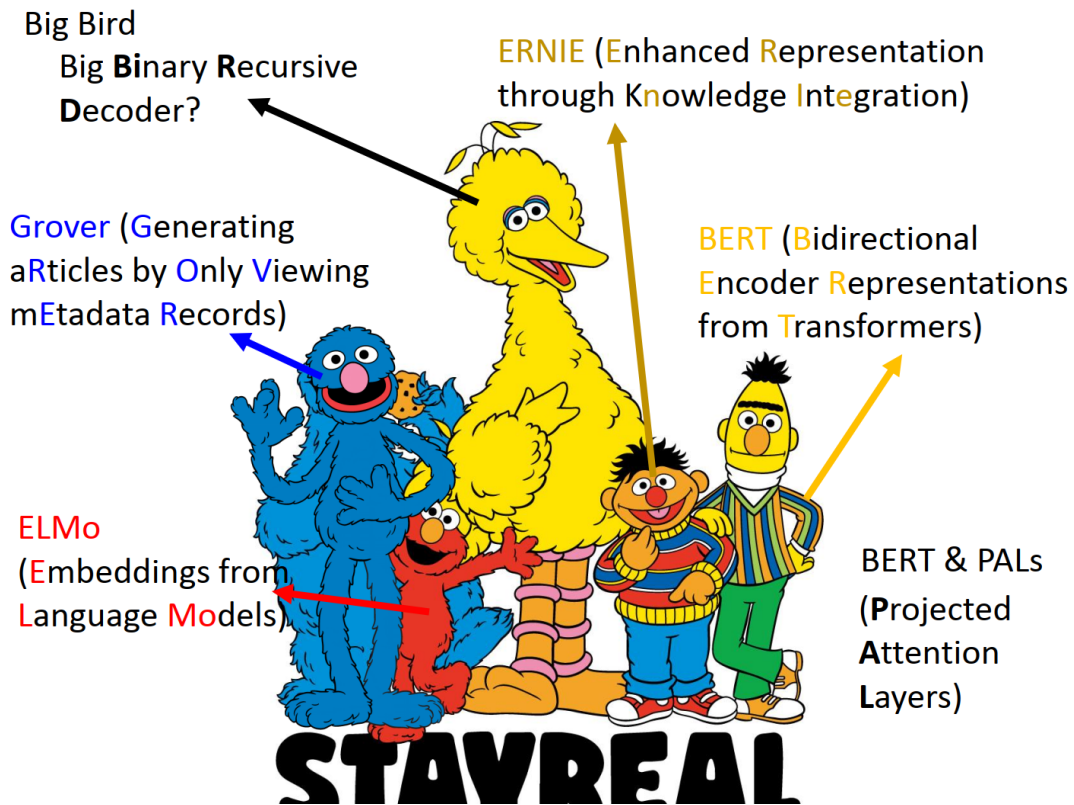 Big Bird
Big Binary Recursive
Decoder?
ERNIE (Enhanced Representation
through Knowledge Integration)
Grover (Generating
aRticles by Only Viewing
mEtadata Records)
BERT (Bidirectional
Encoder Representations
from Transformers)
ELMo
(Embeddings from
Language Models)
BERT & PALs
(Projected
Attention
Layers)
STAYREAL